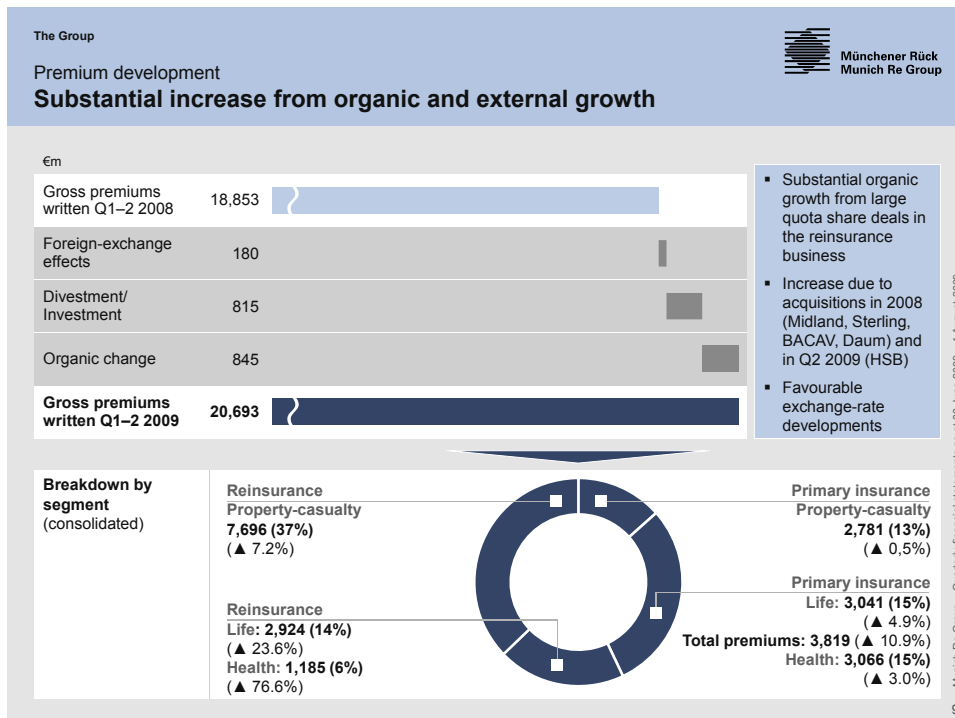 The Group
Münchener Rück
Munich Re Group
Premium development
Substantial increase from organic and external growth
€m
Gross premiums
written Q1–2 2008
18,853
Foreign-exchange
effects
180
Divestment/
Investment
815
Organic change
845
Gross premiums
written Q1–2 2009
20,693
▪ Substantial organic
growth from large
quota share deals in
the reinsurance
business
▪ Increase due to
acquisitions in 2008
(Midland, Sterling,
BACAV, Daum) and
in Q2 2009 (HSB)
▪ Favourable
exchange-rate
developments
Breakdown by
segment
(consolidated)
Reinsurance
Property-casualty
7,696 (37%)
(▲ 7.2%)
Reinsurance
Life: 2,924 (14%)
(▲ 23.6%)
Health: 1,185 (6%)
(▲ 76.6%)
Primary insurance
Property-casualty
2,781 (13%)
(▲ 0,5%)
Primary insurance
Life: 3,041 (15%)
(▲ 4.9%)
Total premiums: 3,819 (▲ 10.9%)
Health: 3,066 (15%)
(▲ 3.0%)